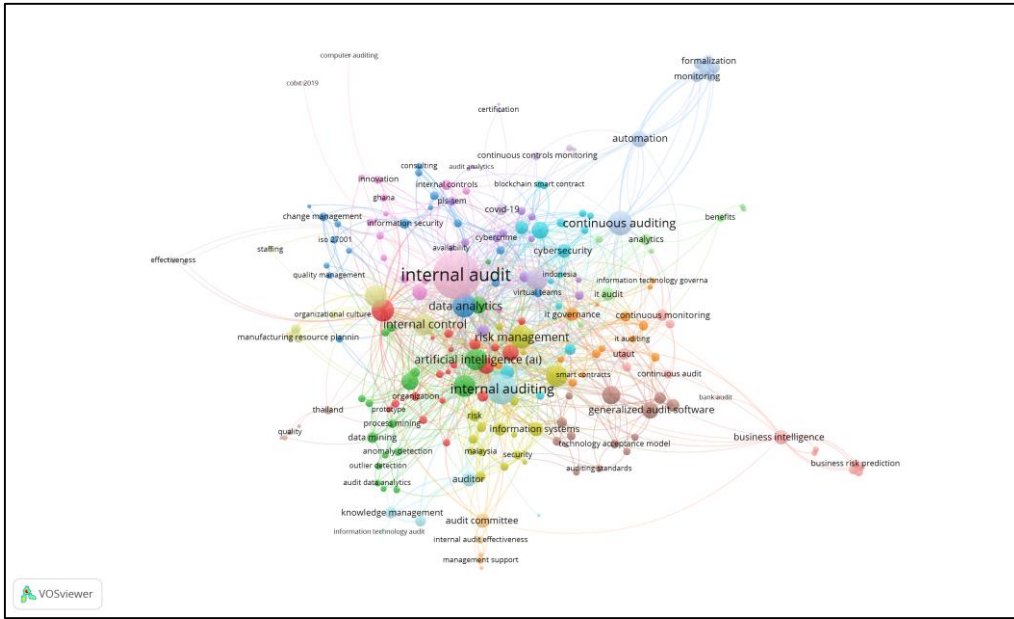 computer auditing
formalization
monitoring
cobit 2019
certification
automation
continuous controls monitoring
consulting
audit analytics
innovation
internal controls
blockchain smart contract
ghana
pls-sem
covid-19
change management
information security
continuous auditing
benefits
cybercrime
iso 27001
analytics
staffing
availability
cybersecurity
effectiveness
quality management
internal audit
indonesia
information technology governa
virtual teams
it audit
data analytics
organizational culture
it governance
continuous monitoring
internal control
manufacturing resource plannin
risk management
it auditing
utaut
artificial intelligence (ai)
smart contracts
continuous audit
internal auditing
organization
bank audit
thailand
prototype
generalized audit software
risk
process mining
information systems
quality
data mining
business intelligence
technology acceptance model
anomaly detection
malaysia
security
outlier detection
business risk prediction
auditing standards
auditor
audit data analytics
knowledge management
audit committee
information technology audit
internal audit effectiveness
management support
VOSviewer